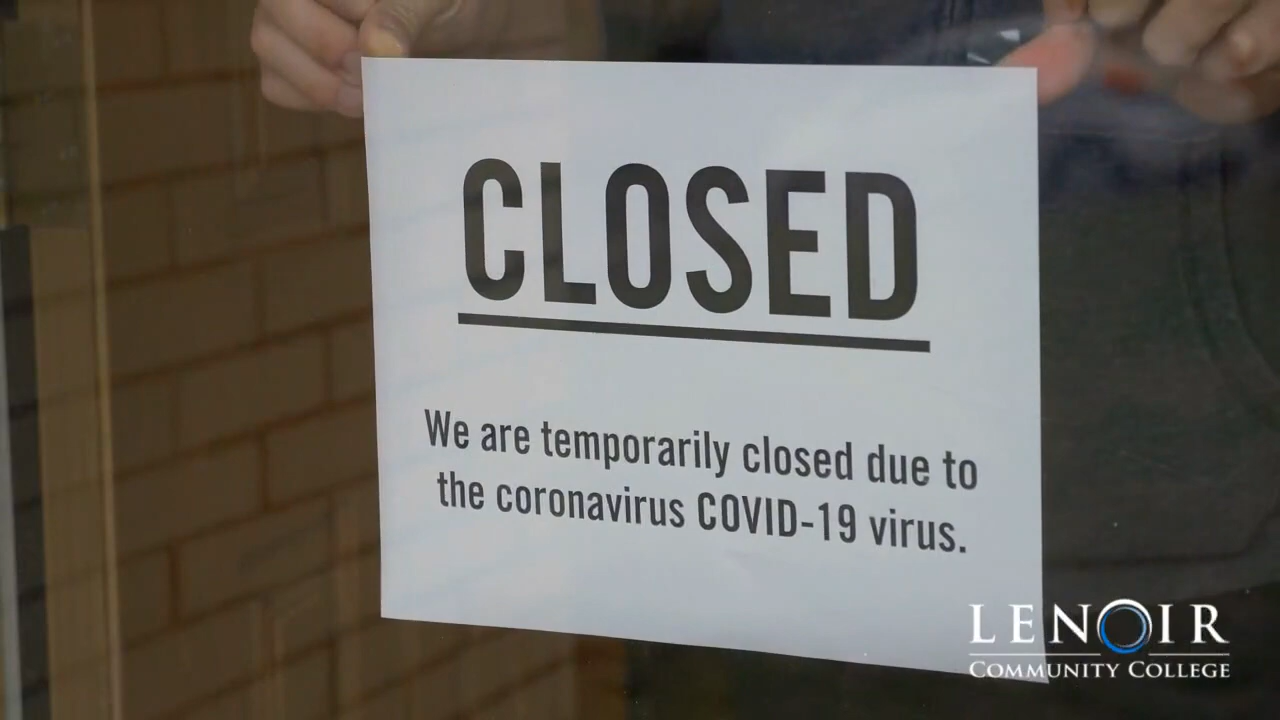 CLOSED
We are temporarily closed due to
the coronavirus COVID-19 virus.
LENOIR
COMMUNITY COLLEGE